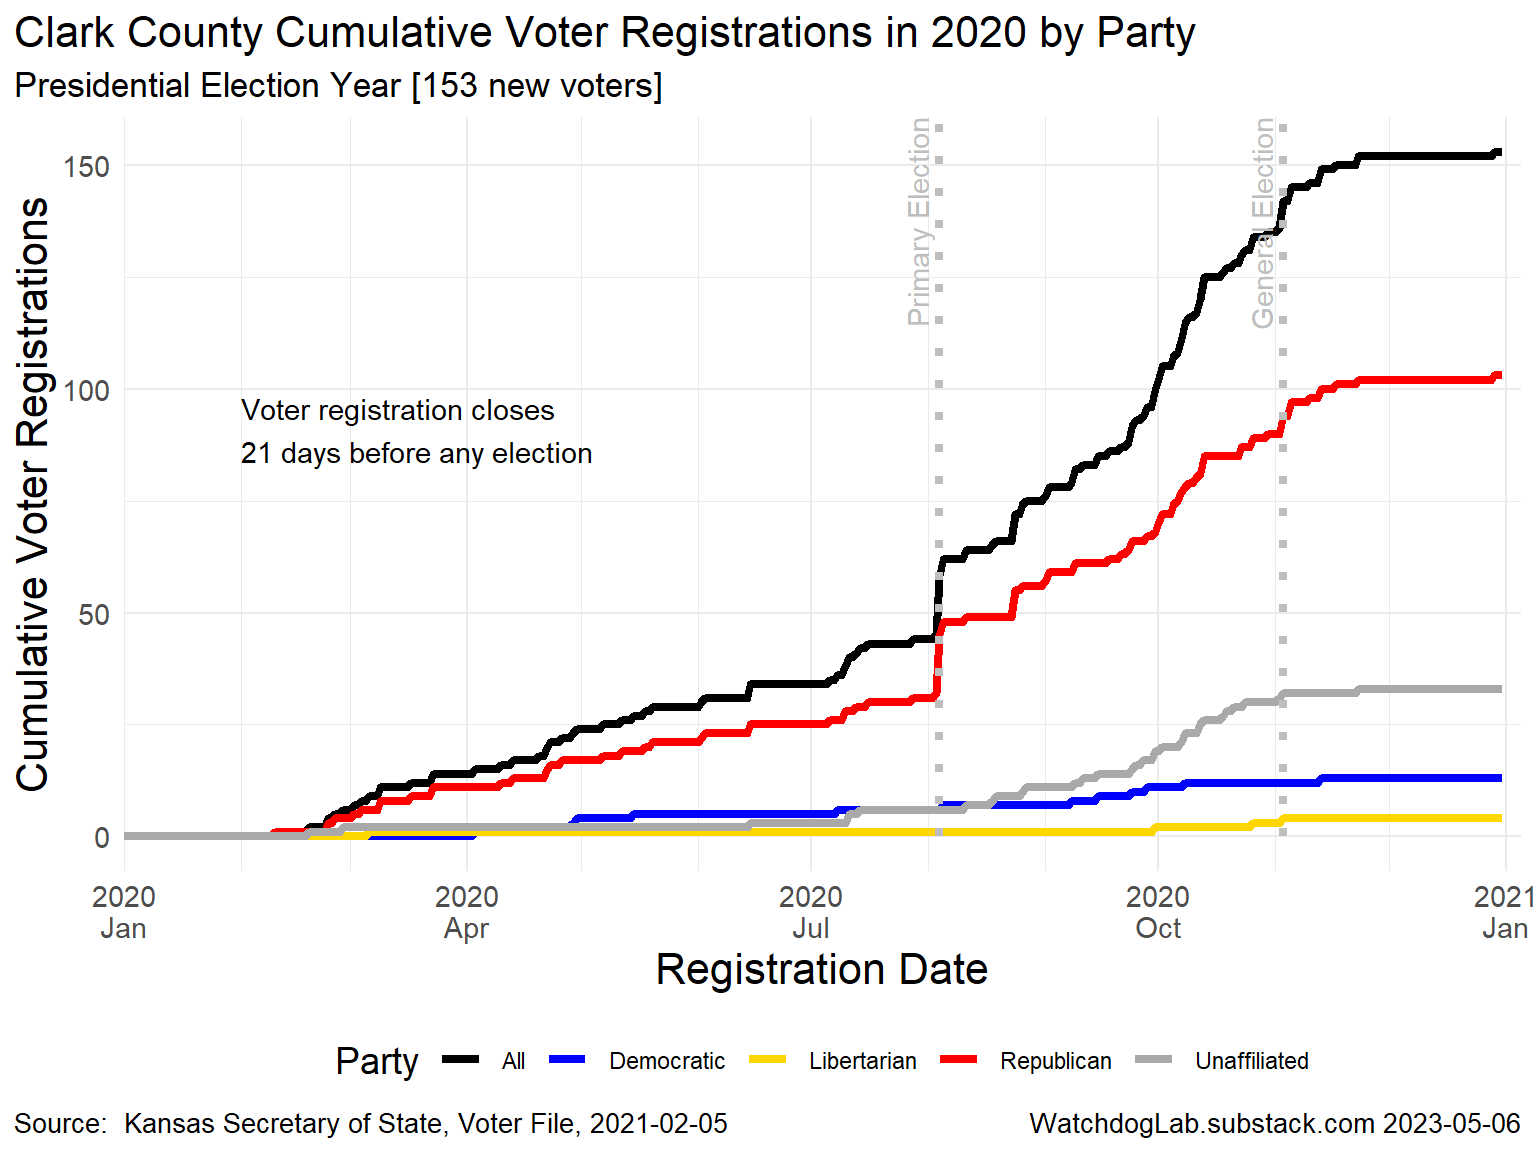 Clark County Cumulative Voter Registrations in 2020 by Party
Presidential Election Year [153 new voters]
Cumulative Voter Registrations
150
100
50
0
Primary Election
General Election
Voter registration closes
21 days before any election
2020
Jan
2020
Apr
2020
Jul
2020
Oct
2021
Jan
Registration Date
Party
All
Democratic
Libertarian
Republican
Unaffiliated
Source:  Kansas Secretary of State, Voter File, 2021-02-05
WatchdogLab.substack.com 2023-05-06